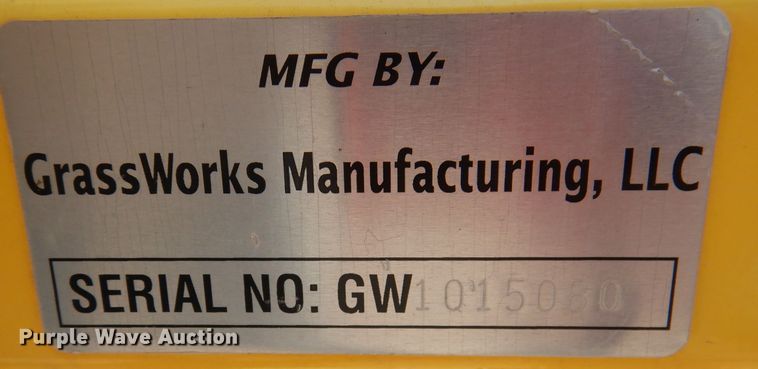 MFG BY:
GrassWorks Manufacturing, LLC
SERIAL NO: GW
Purple Wave Auction